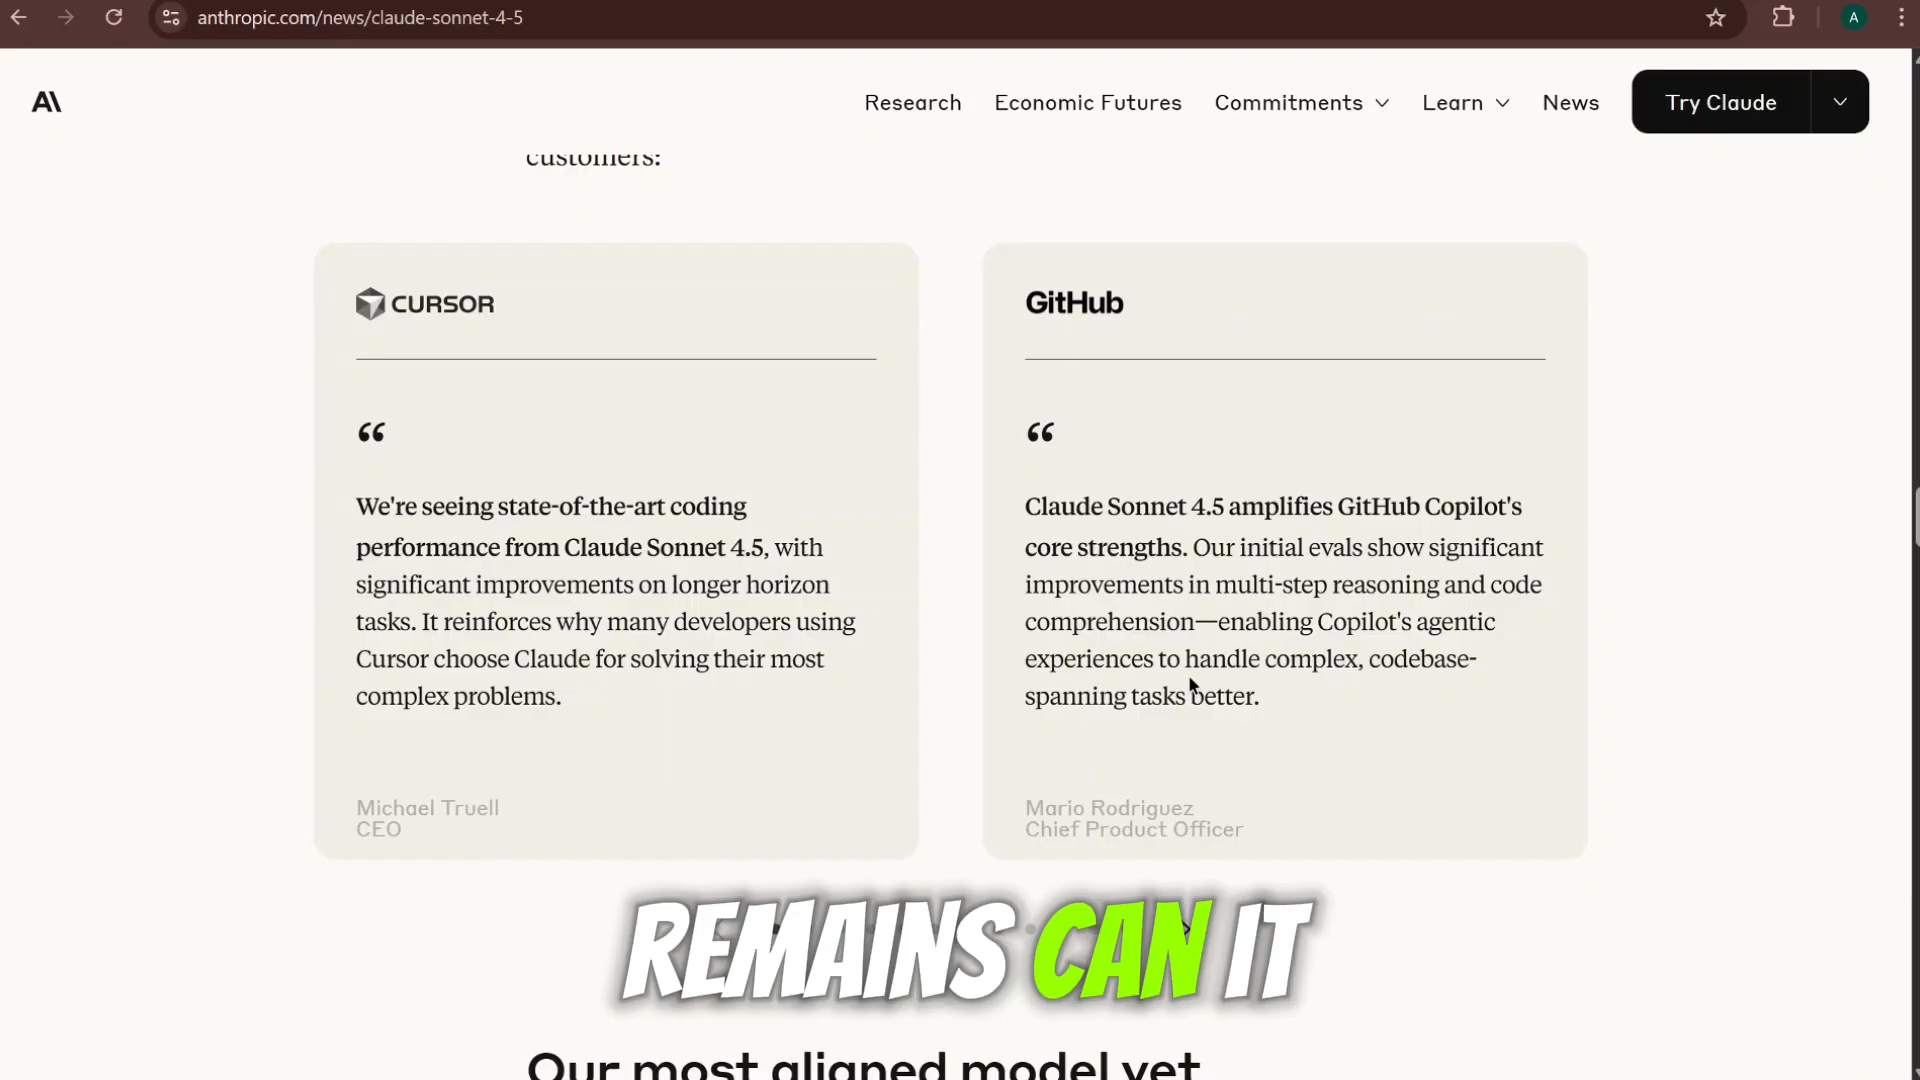 anthropic.com/news/claude-sonnet-4-5
A
A\
Research
Economic Futures
Commitments
Learn
News
Try Claude
customers:
CURSOR
“
We're seeing state-of-the-art coding
performance from Claude Sonnet 4.5, with
significant improvements on longer horizon
tasks. It reinforces why many developers using
Cursor choose Claude for solving their most
complex problems.
Michael Truell
CEO
GitHub
“
Claude Sonnet 4.5 amplifies GitHub Copilot's
core strengths. Our initial evals show significant
improvements in multi-step reasoning and code
comprehension—enabling Copilot's agentic
experiences to handle complex, codebase-
spanning tasks better.
Mario Rodriguez
Chief Product Officer
REMAINS CAN IT
Our most aligned model yet